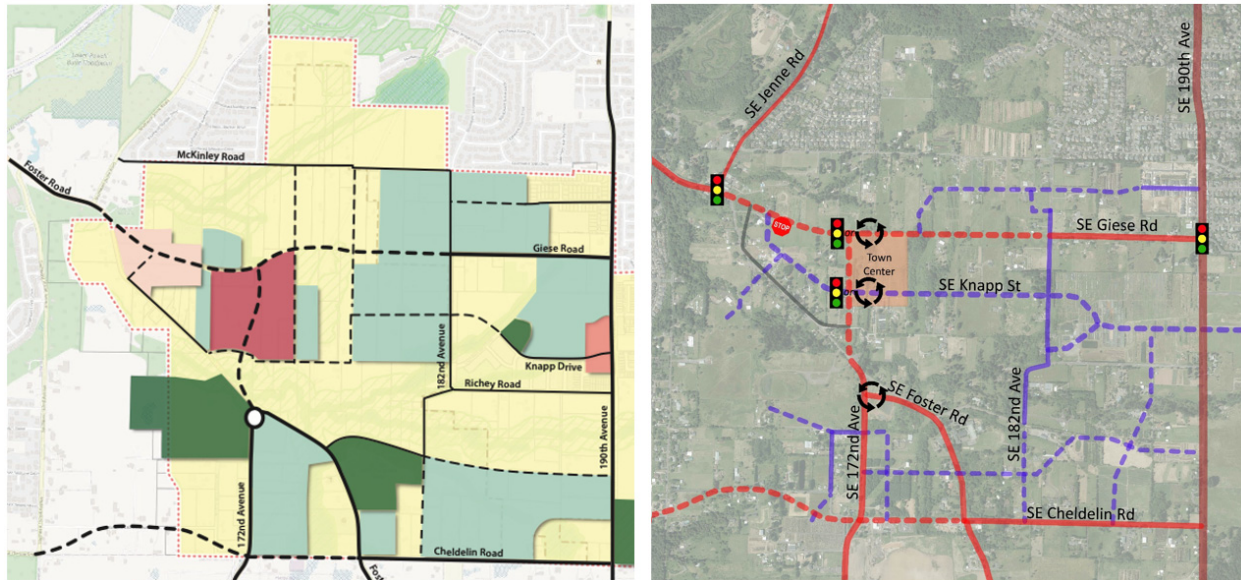 McKinley Road
Foster Road
Giese Road
182nd Avenue
Knapp Drive
Richey Road
190th Avenue
172nd Avenue
Cheldelin Road
SE Jenne Rd
SE 190th Ave
STOP
or
SE Giese Rd
Town
Center
or
SE Knapp St
SE Foster Rd
SE 172nd Ave
SE 182nd Ave
SE Cheldelin Rd